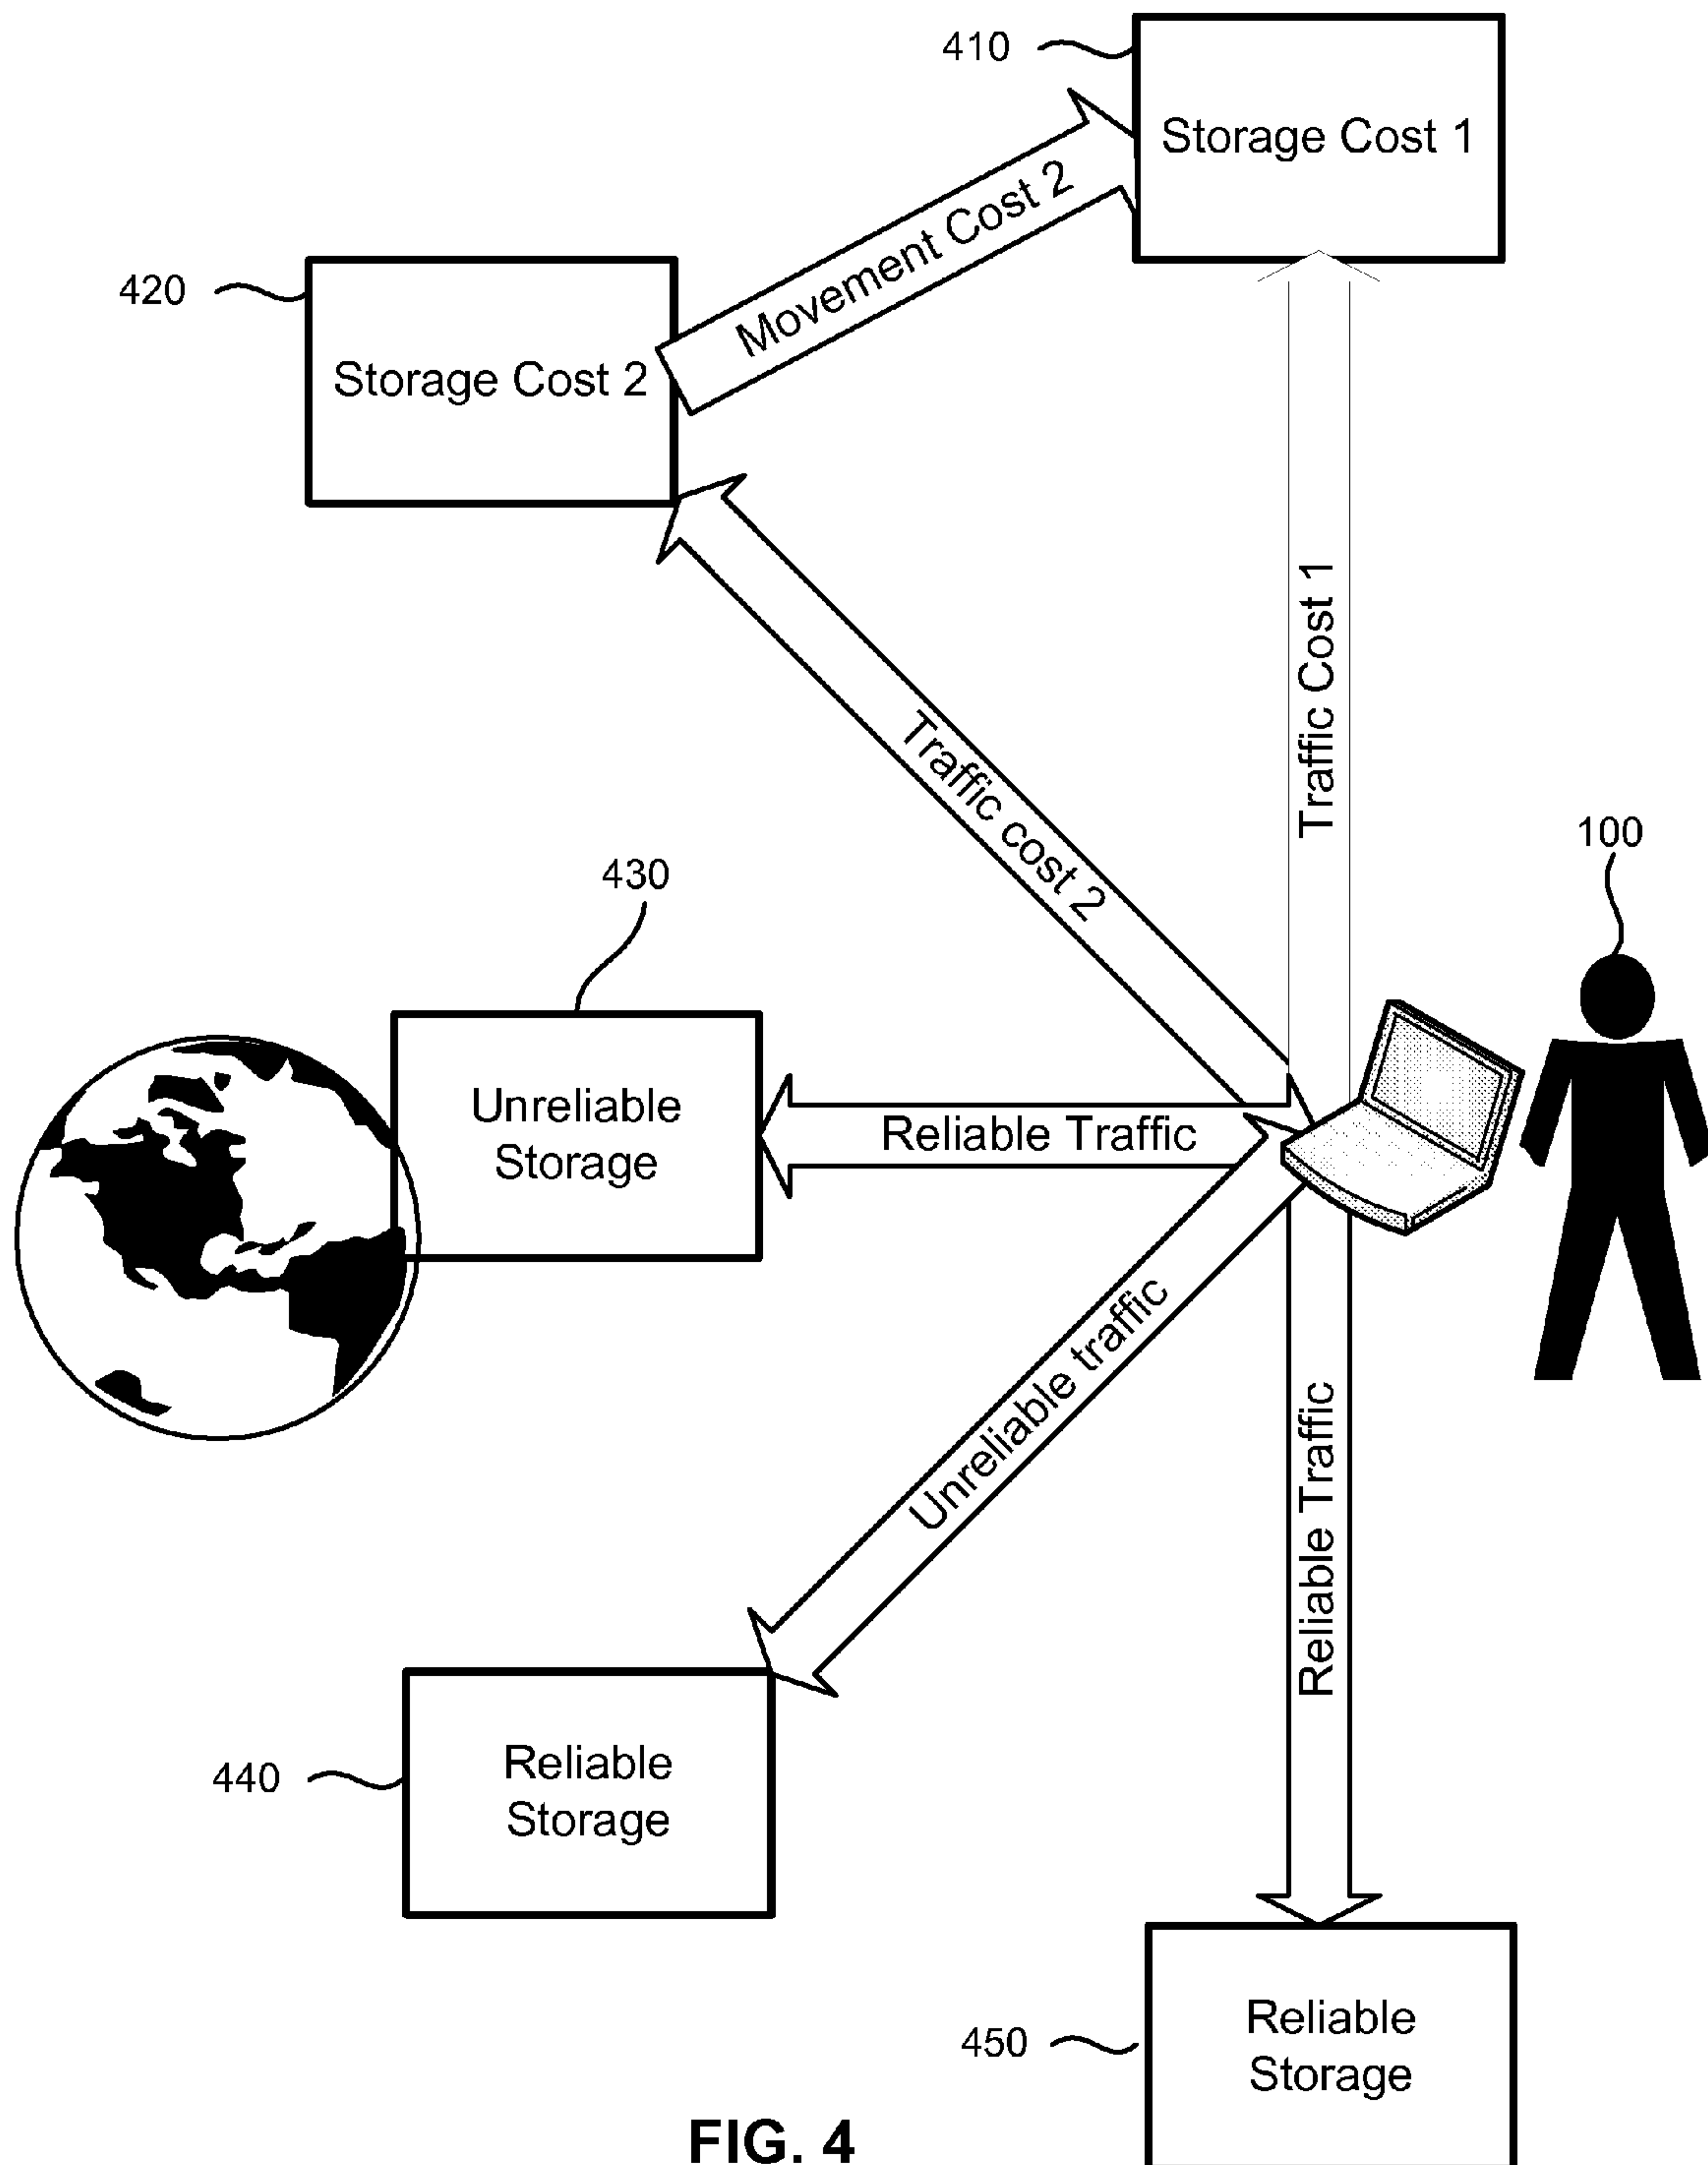 410
Storage Cost 1
Movement Cost 2
420
Storage Cost 2
Traffic Cost 1
Traffic cost 2
100
430
Unreliable
Storage
Reliable Traffic
Unreliable traffic
Reliable Traffic
440
Reliable
Storage
450
Reliable
Storage
FIG. 4